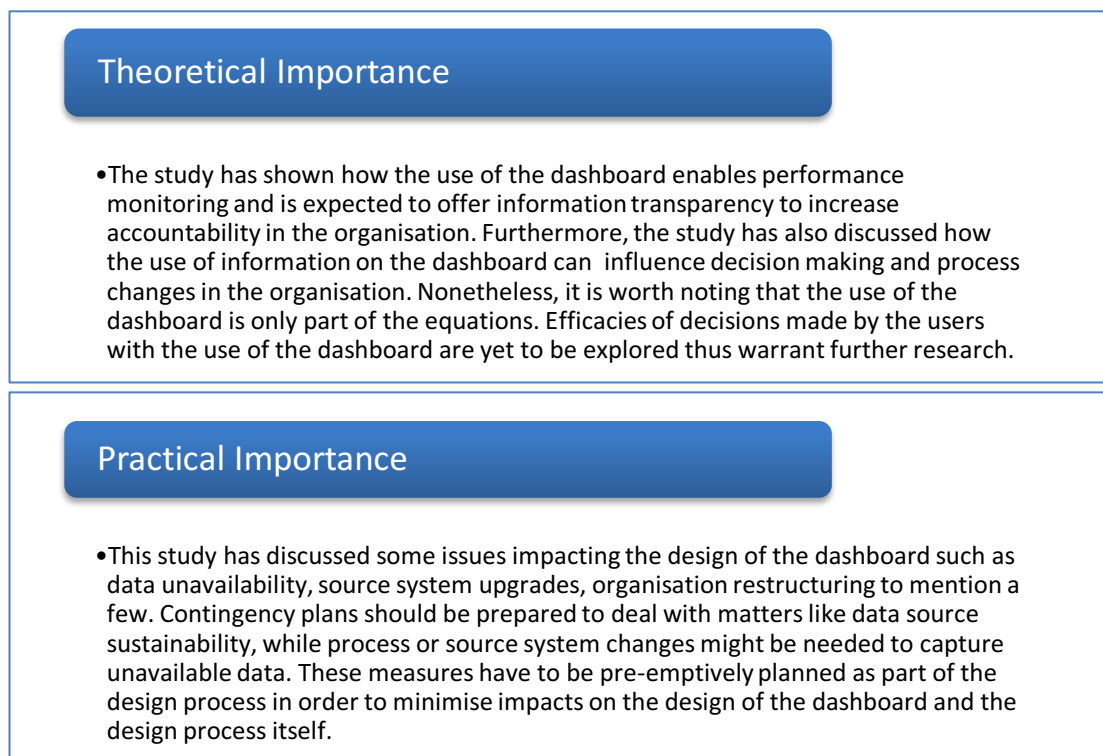 Theoretical Importance
•The study has shown how the use of the dashboard enables performance
monitoring and is expected to offer information transparency to increase
accountability in the organisation. Furthermore, the study has also discussed how
the use of information on the dashboard can  influence decision making and process
changes in the organisation. Nonetheless, it is worth noting that the use of the
dashboard is only part of the equations. Efficacies of decisions made by the users
with the use of the dashboard are yet to be explored thus warrant further research.
Practical Importance
•This study has discussed some issues impacting the design of the dashboard such as
data unavailability, source system upgrades, organisation restructuring to mention a
few. Contingency plans should be prepared to deal with matters like data source
sustainability, while process or source system changes might be needed to capture
unavailable data. These measures have to be pre-emptively planned as part of the
design process in order to minimise impacts on the design of the dashboard and the
design process itself.